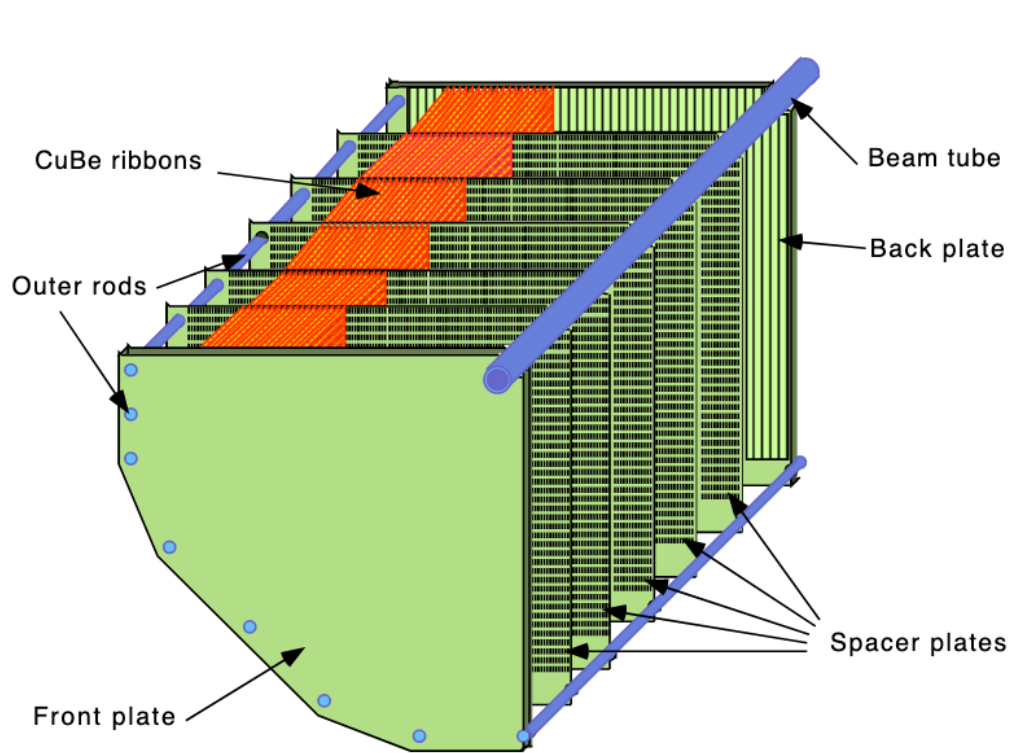 CuBe ribbons
Beam tube
Back plate
Outer rods
Spacer plates
Front plate